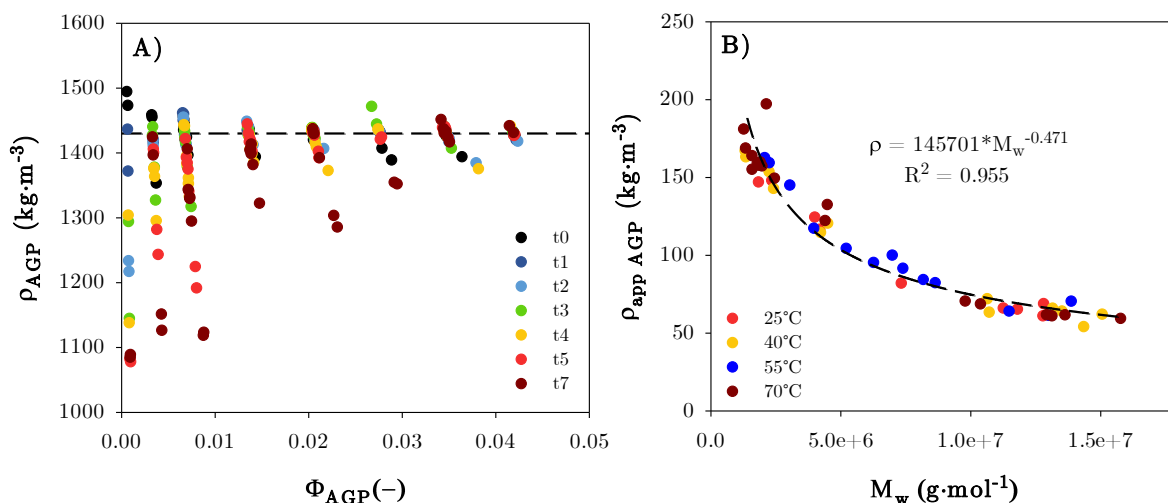 A)
1600
1500
1400
1300
1200
1100
1000
ρAGP (kg·m⁻³)
0.00 0.01 0.02 0.03 0.04 0.05
ΦAGP(−)
t0
t1
t2
t3
t4
t5
t7
B)
250
200
150
100
50
0
ρapp AGP (kg·m⁻³)
ρ = 145701*Mw⁻⁰·⁴⁷¹
R² = 0.955
25°C
40°C
55°C
70°C
0.0 5.0e+6 1.0e+7 1.5e+7
Mw (g·mol⁻¹)